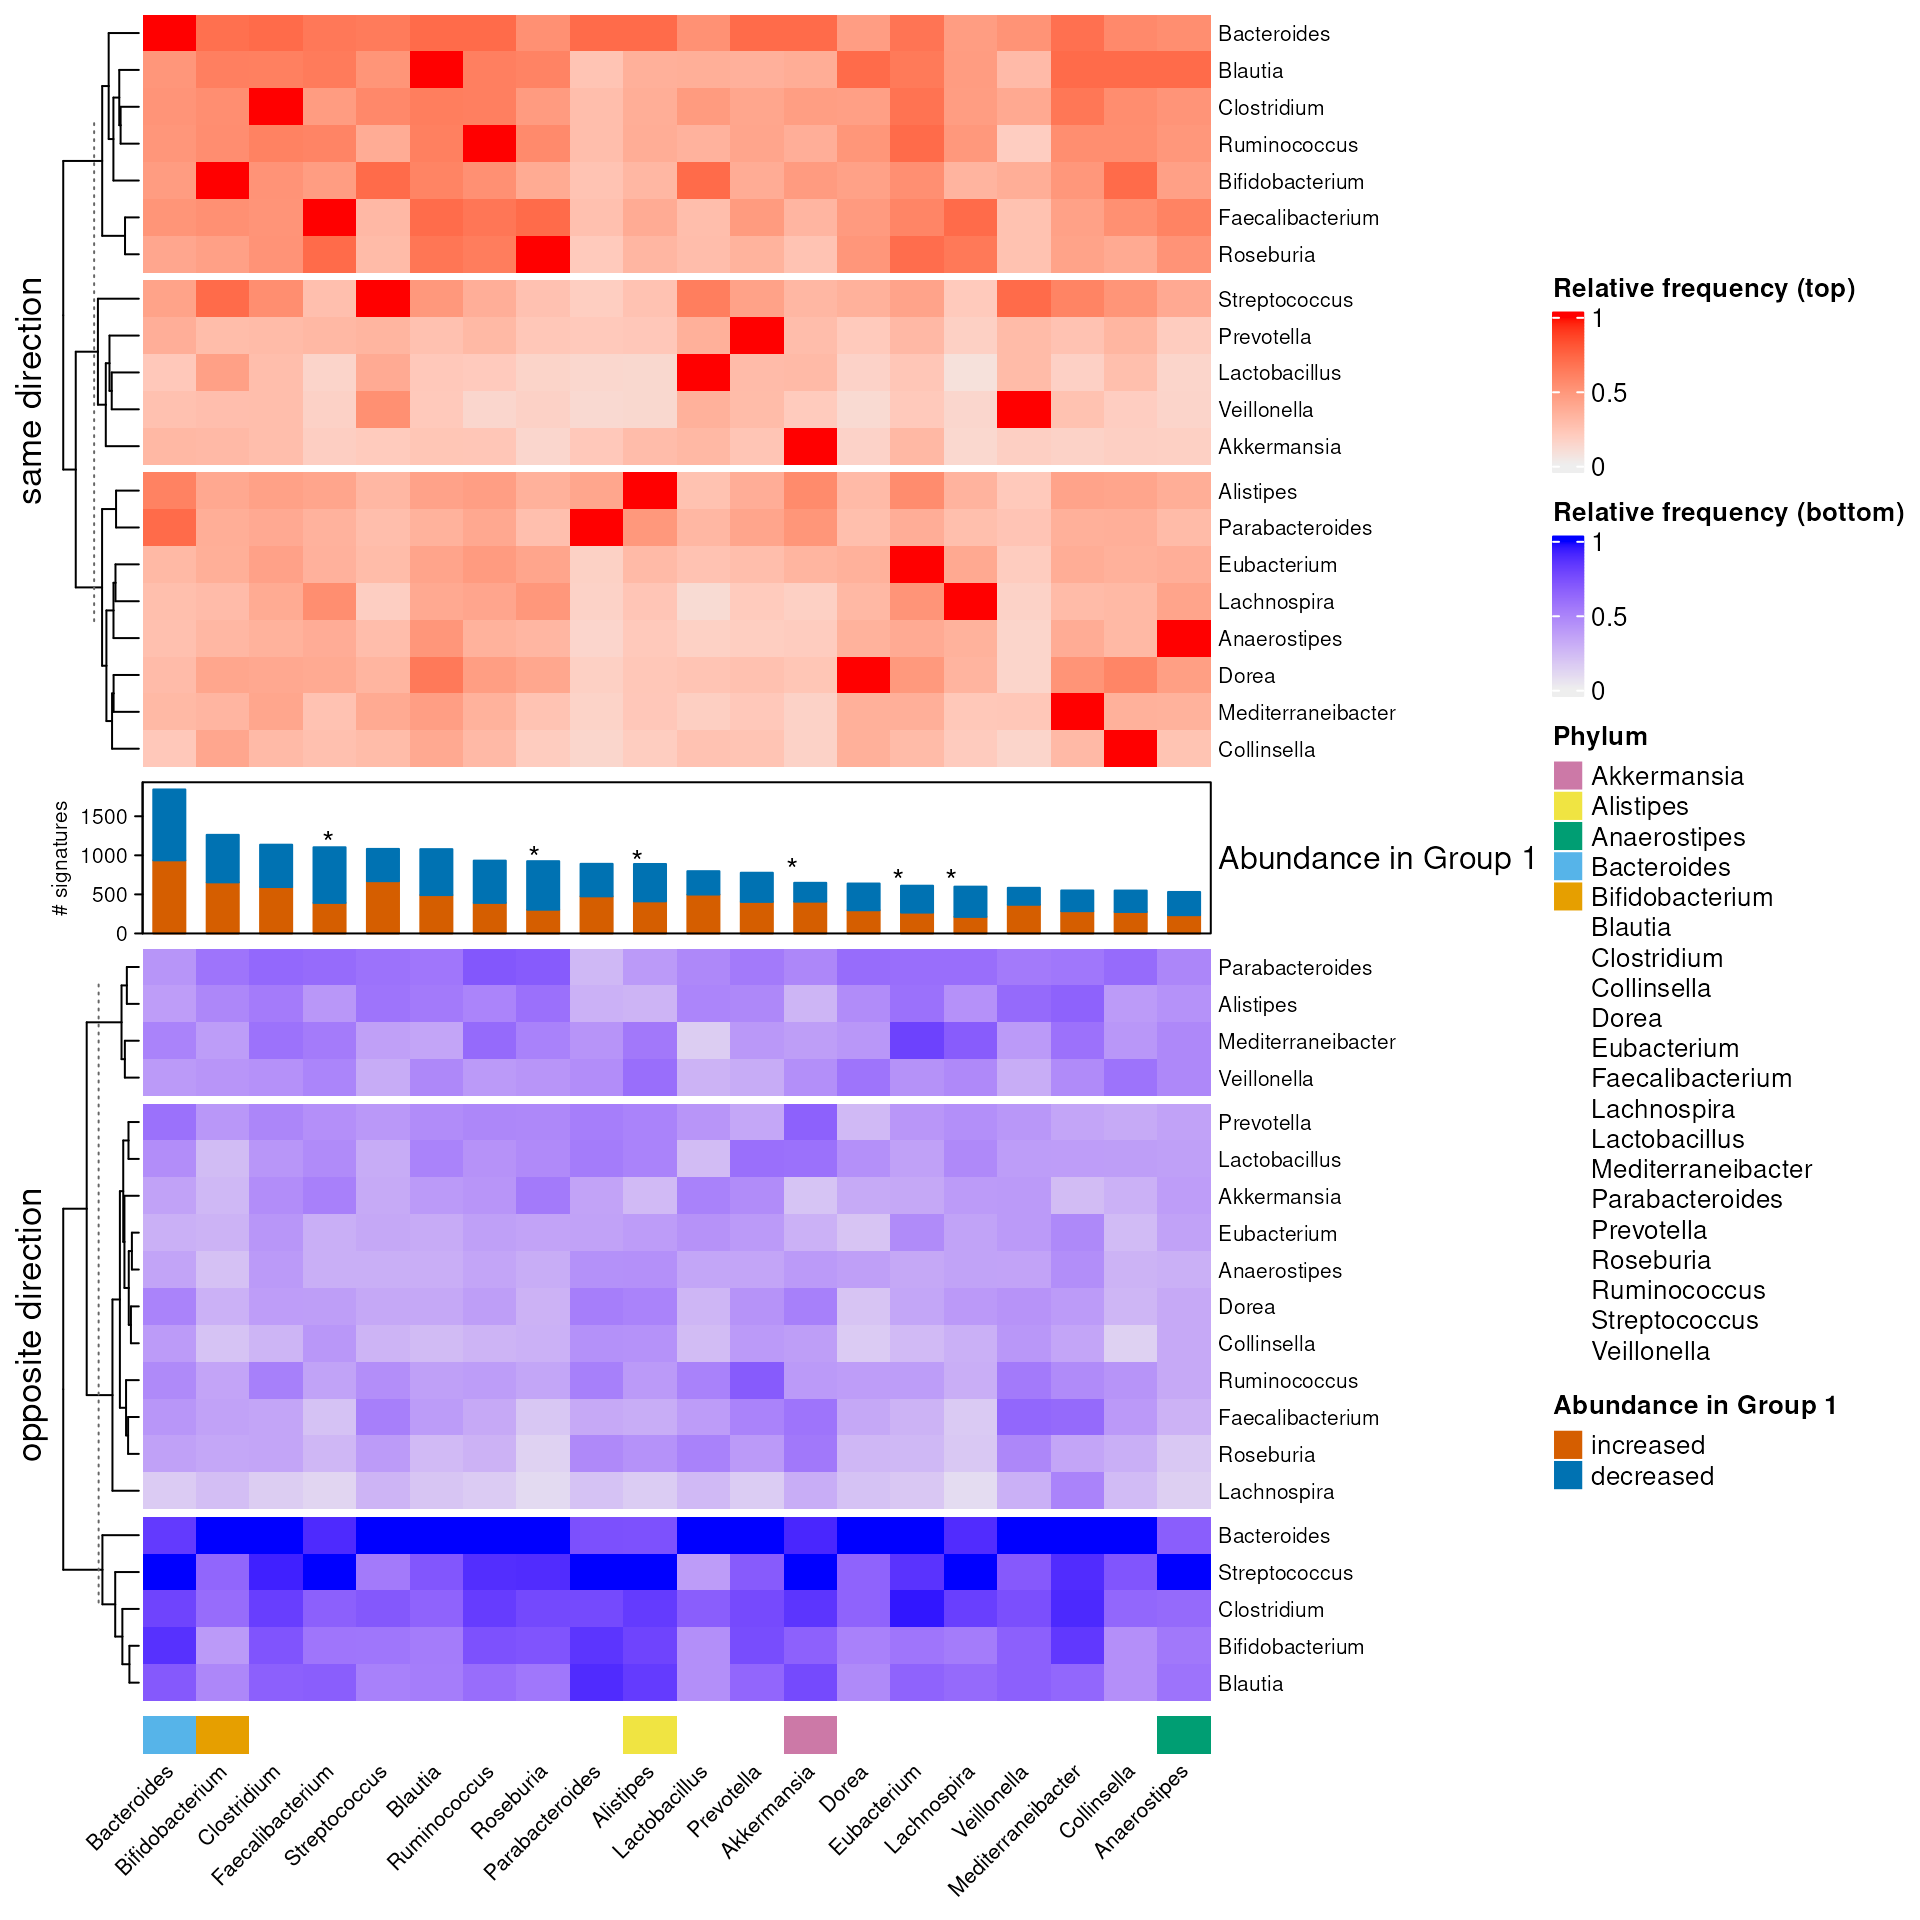 same direction
Bacteroides
Blautia
Clostridium
Ruminococcus
Bifidobacterium
Faecalibacterium
Roseburia
Streptococcus
Prevotella
Lactobacillus
Veillonella
Akkermansia
Alistipes
Parabacteroides
Eubacterium
Lachnospira
Anaerostipes
Dorea
Mediterraneibacter
Collinsella
# signatures
1500
1000
500
0
* * * * * *
Abundance in Group 1
opposite direction
Parabacteroides
Alistipes
Mediterraneibacter
Veillonella
Prevotella
Lactobacillus
Akkermansia
Eubacterium
Anaerostipes
Dorea
Collinsella
Ruminococcus
Faecalibacterium
Roseburia
Lachnospira
Bacteroides
Streptococcus
Clostridium
Bifidobacterium
Blautia
Bacteroides
Bifidobacterium
Clostridium
Faecalibacterium
Streptococcus
Blautia
Ruminococcus
Roseburia
Parabacteroides
Alistipes
Lactobacillus
Prevotella
Akkermansia
Dorea
Eubacterium
Lachnospira
Veillonella
Mediterraneibacter
Collinsella
Anaerostipes
Relative frequency (top)
1
0.5
0
Relative frequency (bottom)
1
0.5
0
Phylum
Akkermansia
Alistipes
Anaerostipes
Bacteroides
Bifidobacterium
Blautia
Clostridium
Collinsella
Dorea
Eubacterium
Faecalibacterium
Lachnospira
Lactobacillus
Mediterraneibacter
Parabacteroides
Prevotella
Roseburia
Ruminococcus
Streptococcus
Veillonella
Abundance in Group 1
increased
decreased